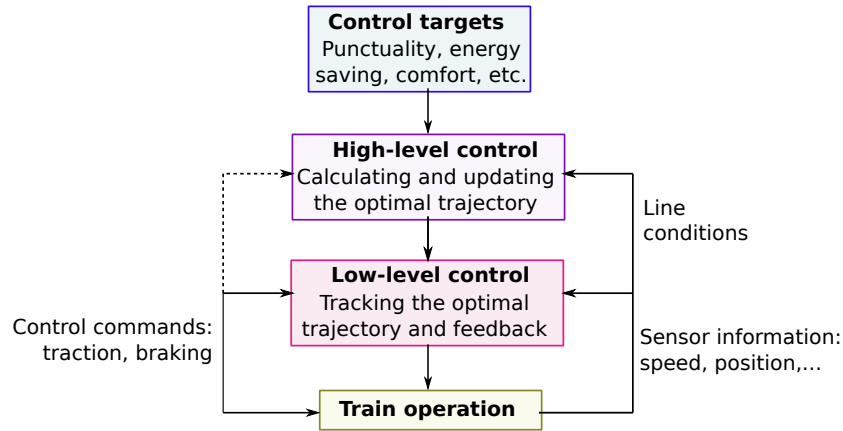 Control targets
Punctuality, energy
saving, comfort, etc.
High-level control
Calculating and updating
the optimal trajectory
Line
conditions
Low-level control
Tracking the optimal
trajectory and feedback
Control commands:
traction, braking
Sensor information:
speed, position,...
Train operation